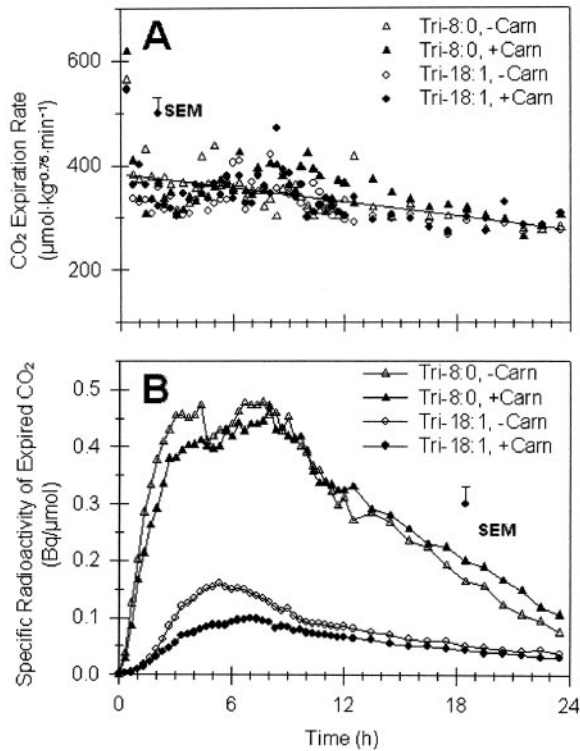 A
Tri-8:0, -Carn
Tri-8:0, +Carn
Tri-18:1, -Carn
Tri-18:1, +Carn
SEM
CO₂ Expiration Rate
(µmol·kg⁻⁰·⁷⁵·min⁻¹)
600
400
200
B
Tri-8:0, -Carn
Tri-8:0, +Carn
Tri-18:1, -Carn
Tri-18:1, +Carn
SEM
Specific Radioactivity of Expired CO₂
(Bq/µmol)
0.5
0.4
0.3
0.2
0.1
0.0
0 6 12 18 24
Time (h)